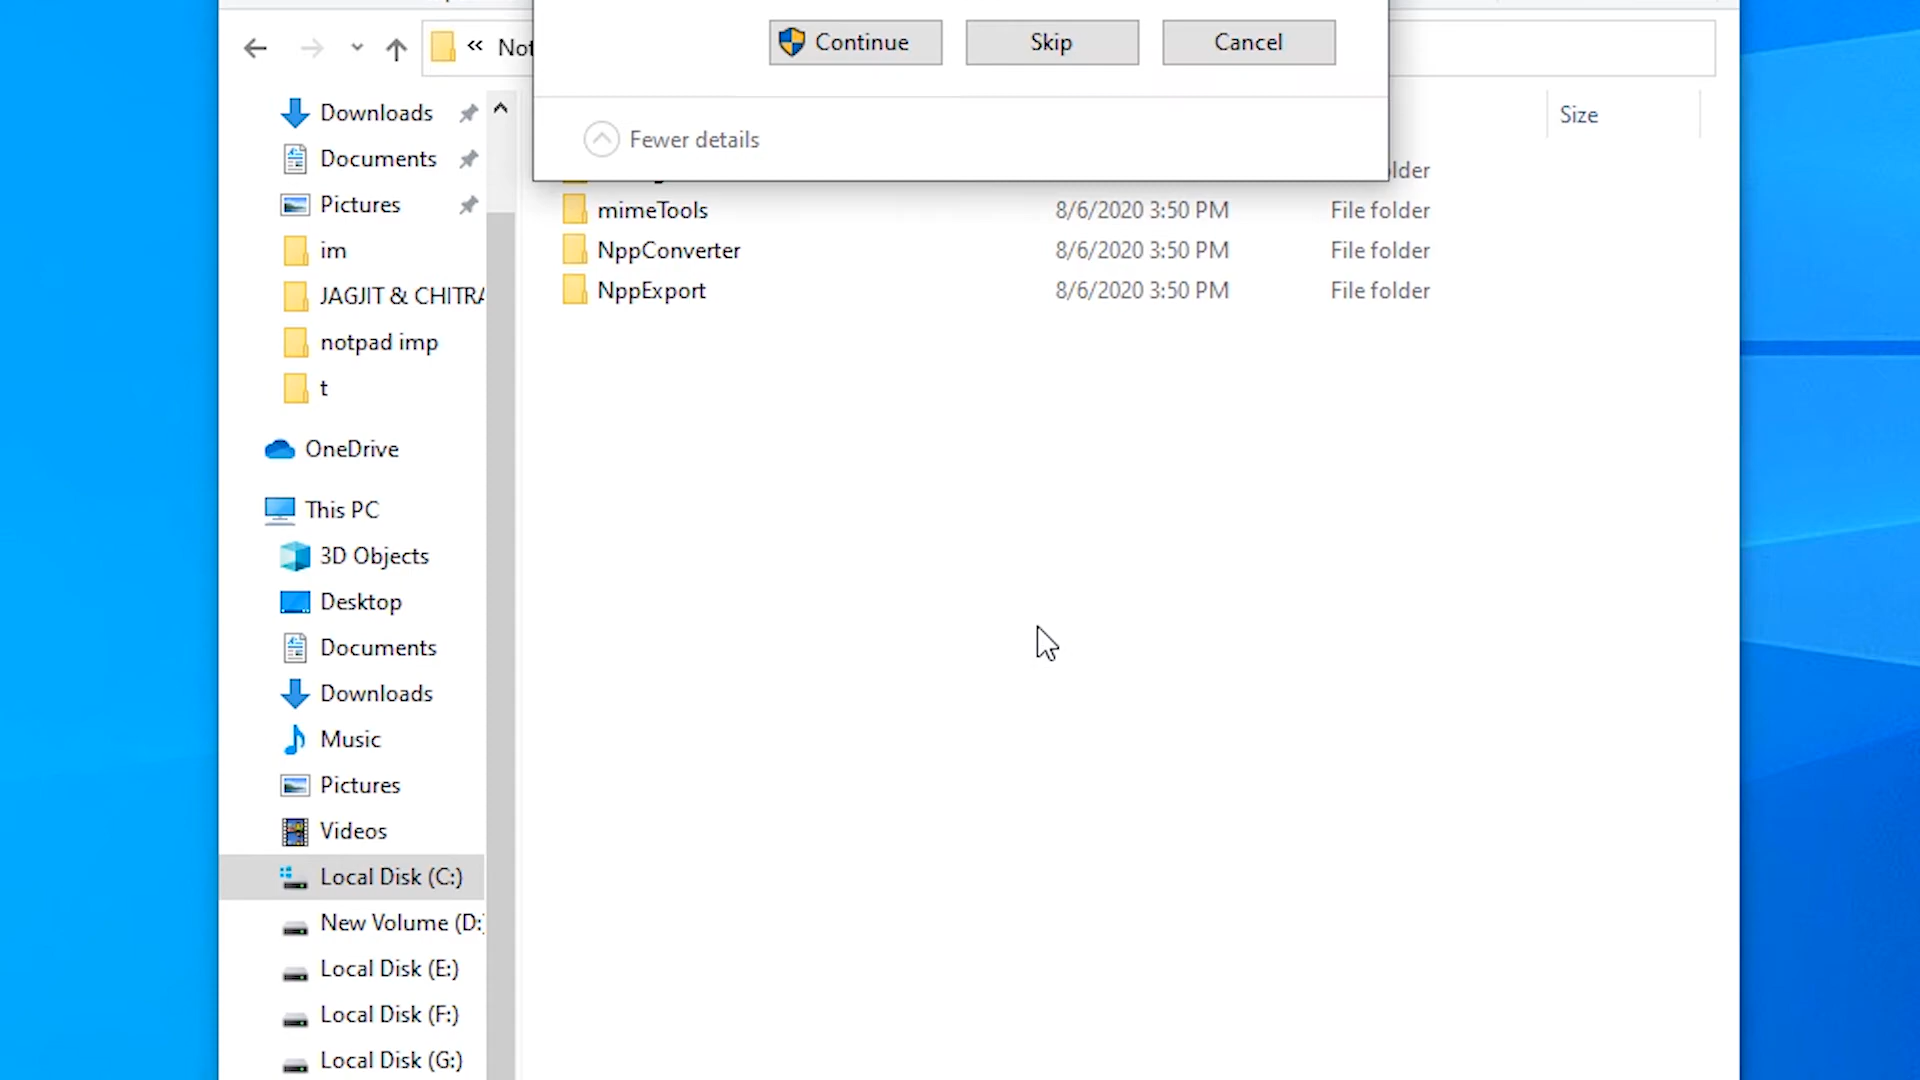 Continue
Skip
Cancel
« Not
Fewer details
Size
Downloads
Documents
Pictures
im
JAGJIT & CHITRA
notpad imp
t
OneDrive
This PC
3D Objects
Desktop
Documents
Downloads
Music
Pictures
Videos
Local Disk (C:)
New Volume (D:)
Local Disk (E:)
Local Disk (F:)
Local Disk (G:)
lder
mimeTools 8/6/2020 3:50 PM File folder
NppConverter 8/6/2020 3:50 PM File folder
NppExport 8/6/2020 3:50 PM File folder